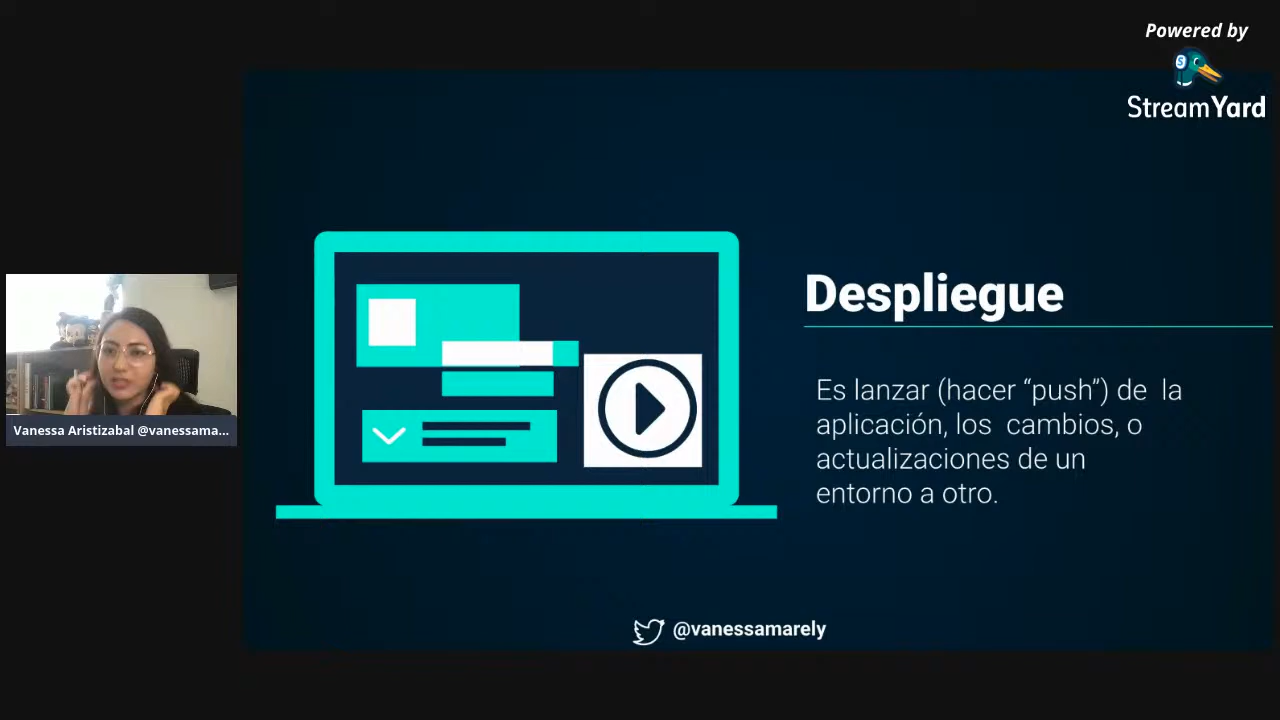 Powered by
StreamYard
Despliegue
Es lanzar (hacer “push”) de la
aplicación, los cambios, o
actualizaciones de un
entorno a otro.
Vanessa Aristizabal @vanessama...
@vanessamarely